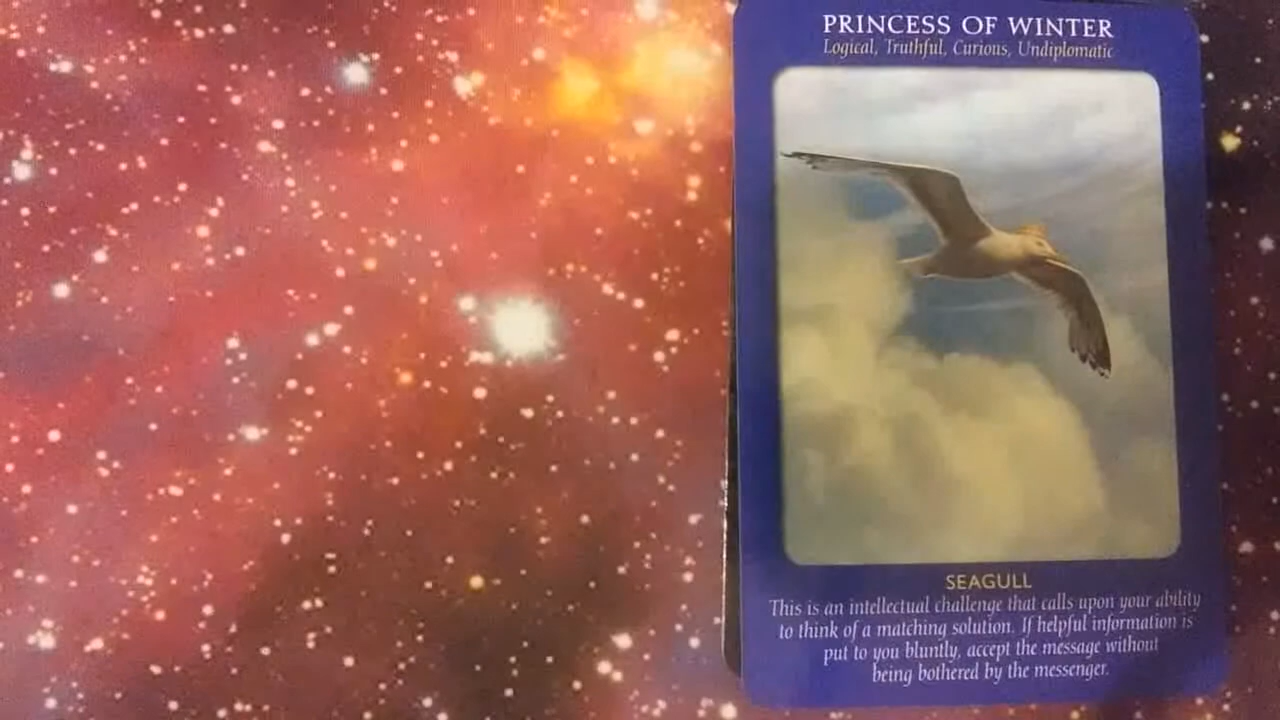 PRINCESS OF WINTER
Logical, Truthful, Curious, Undiplomatic
SEAGULL
This is an intellectual challenge that calls upon your ability
to think of a matching solution. If helpful information is
put to you bluntly, accept the message without
being bothered by the messenger.